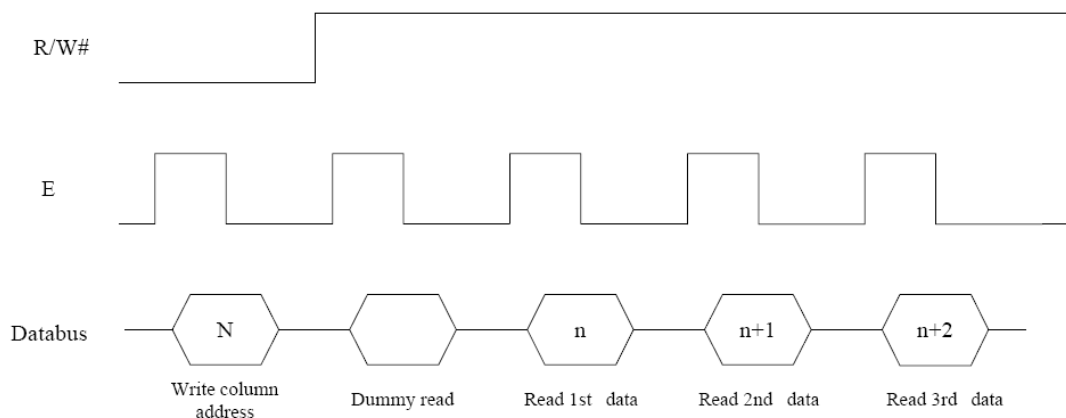 R/W#
E
Databus
N
n
n+1
n+2
Write column
address
Dummy read
Read 1st data
Read 2nd data
Read 3rd data